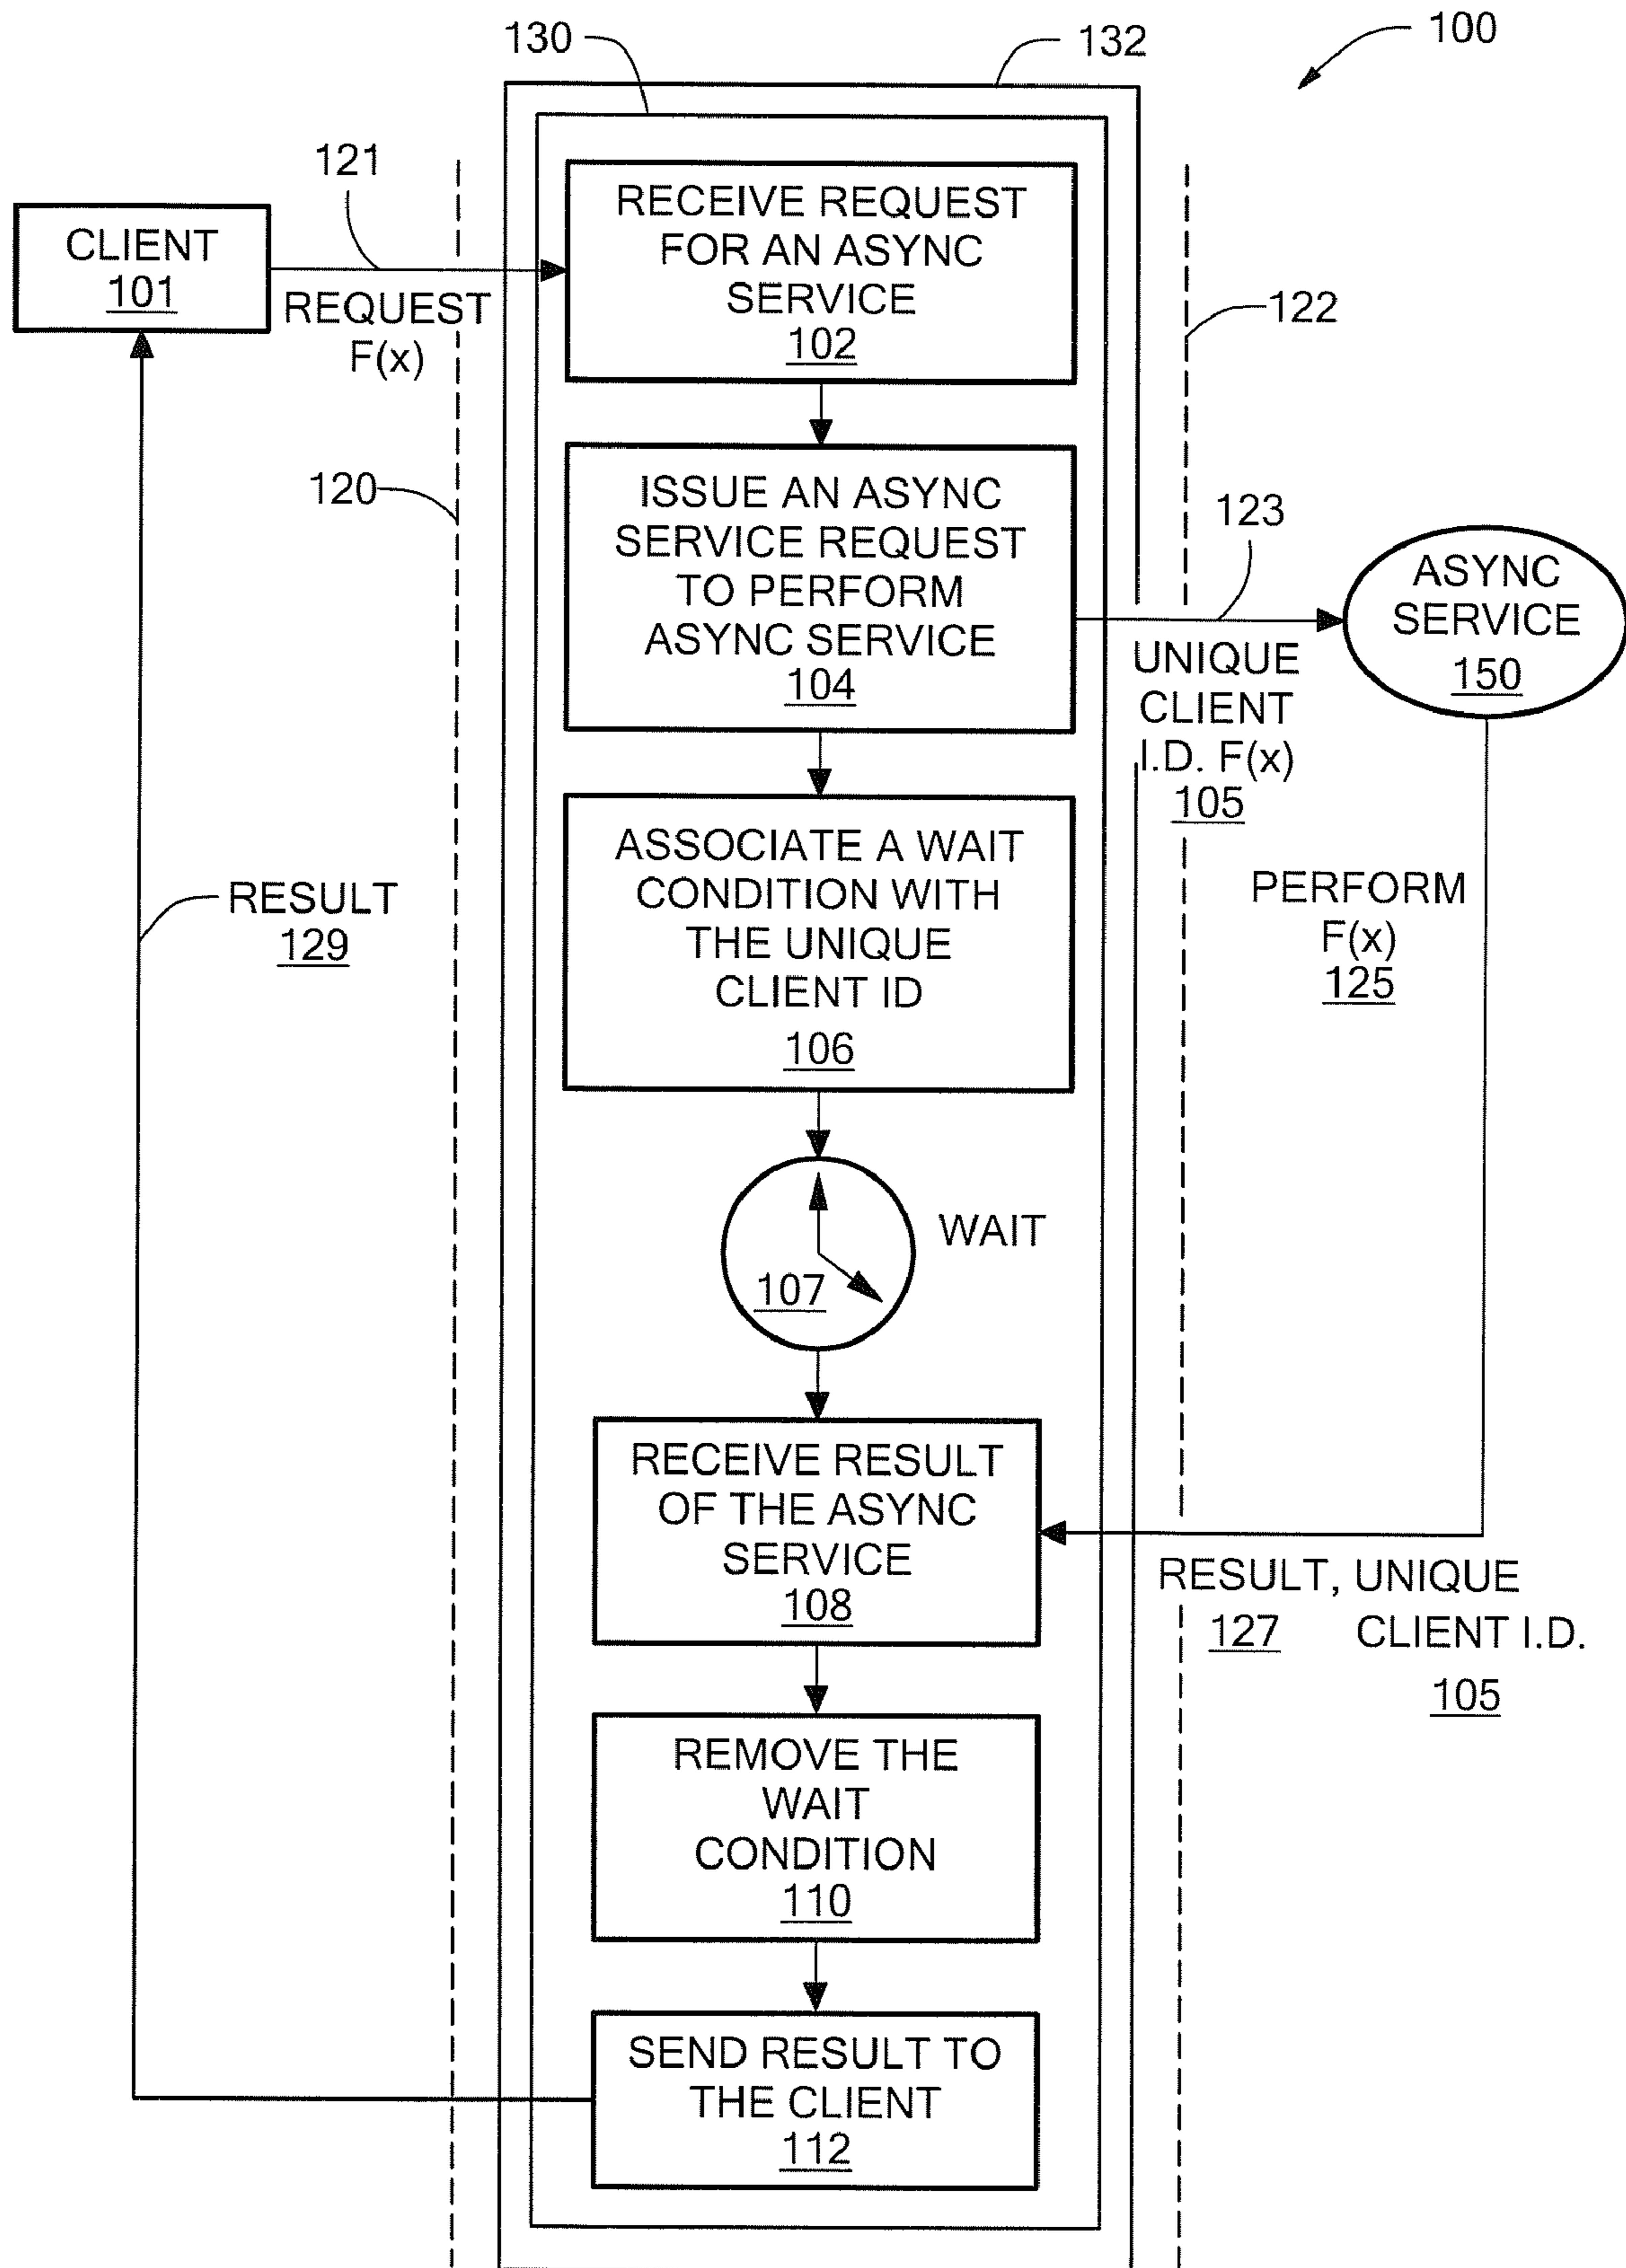 130
132
100
121
CLIENT
101
REQUEST
F(x)
RECEIVE REQUEST
FOR AN ASYNC
SERVICE
102
122
120
ISSUE AN ASYNC
SERVICE REQUEST
TO PERFORM
ASYNC SERVICE
104
123
UNIQUE
CLIENT
I.D. F(x)
105
ASYNC
SERVICE
150
ASSOCIATE A WAIT
CONDITION WITH
THE UNIQUE
CLIENT ID
106
RESULT
129
PERFORM
F(x)
125
WAIT
107
RECEIVE RESULT
OF THE ASYNC
SERVICE
108
RESULT, UNIQUE
127 CLIENT I.D.
105
REMOVE THE
WAIT
CONDITION
110
SEND RESULT TO
THE CLIENT
112